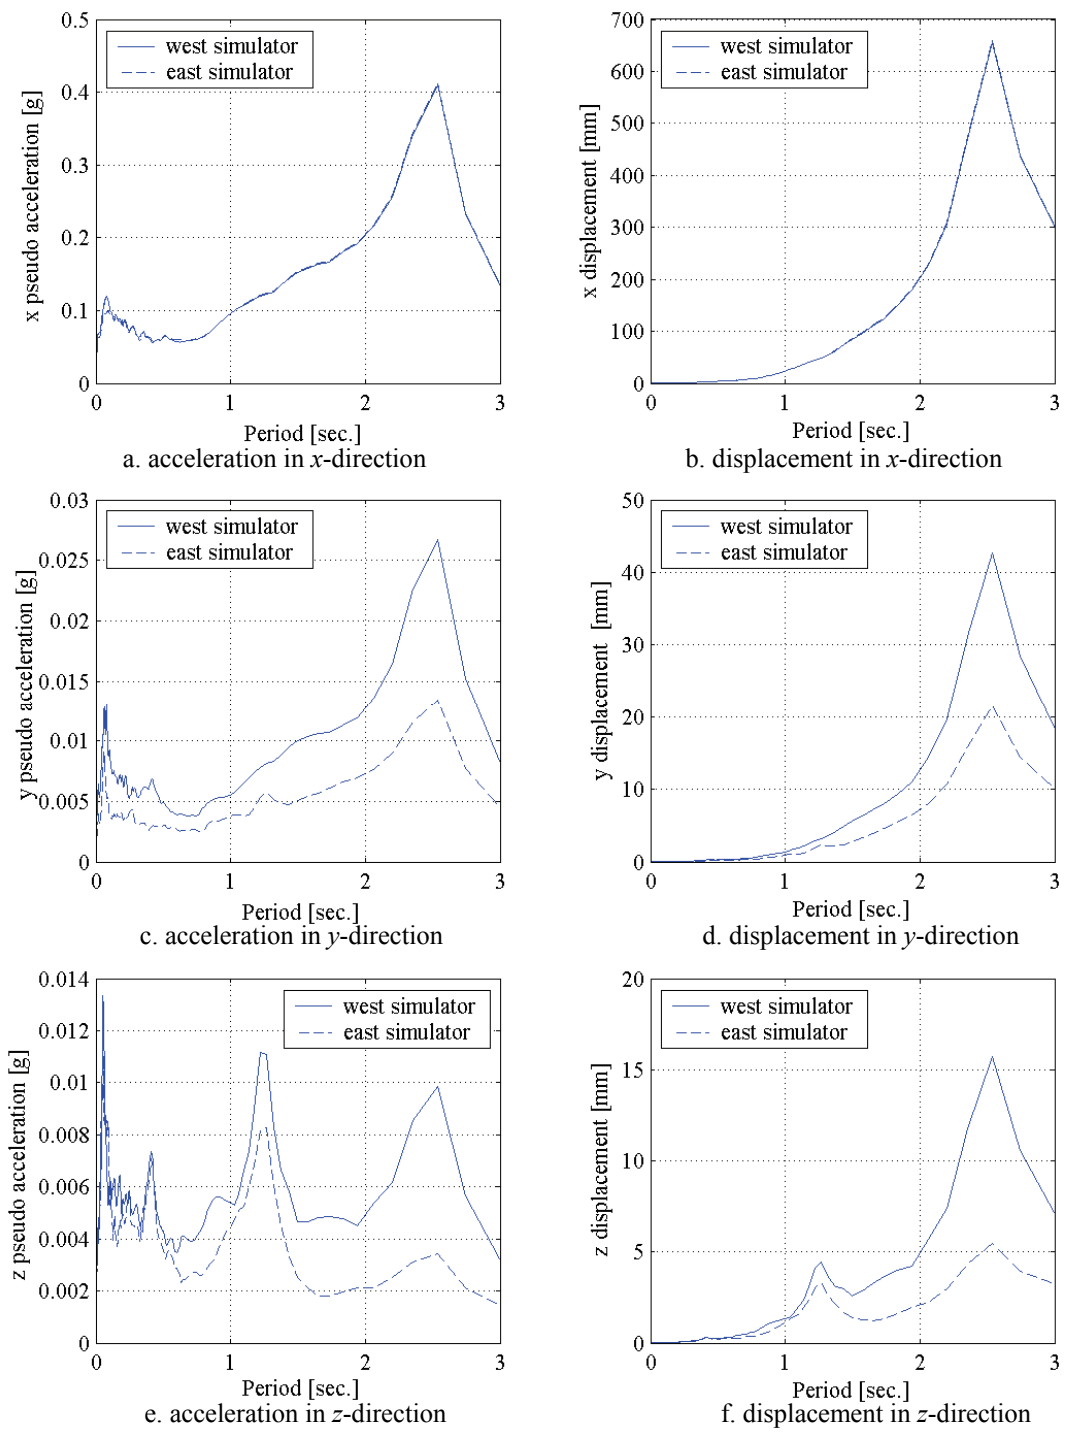 0.5
0.4
0.3
0.2
0.1
0
x pseudo acceleration [g]
west simulator
east simulator
0 1 2 3
Period [sec.]
a. acceleration in x-direction
700
600
500
400
300
200
100
0
x displacement [mm]
west simulator
east simulator
0 1 2 3
Period [sec.]
b. displacement in x-direction
0.03
0.025
0.02
0.015
0.01
0.005
0
y pseudo acceleration [g]
west simulator
east simulator
0 1 2 3
Period [sec.]
c. acceleration in y-direction
50
40
30
20
10
0
y displacement [mm]
west simulator
east simulator
0 1 2 3
Period [sec.]
d. displacement in y-direction
0.014
0.012
0.01
0.008
0.006
0.004
0.002
0
z pseudo acceleration [g]
west simulator
east simulator
0 1 2 3
Period [sec.]
e. acceleration in z-direction
20
15
10
5
0
z displacement [mm]
west simulator
east simulator
0 1 2 3
Period [sec.]
f. displacement in z-direction